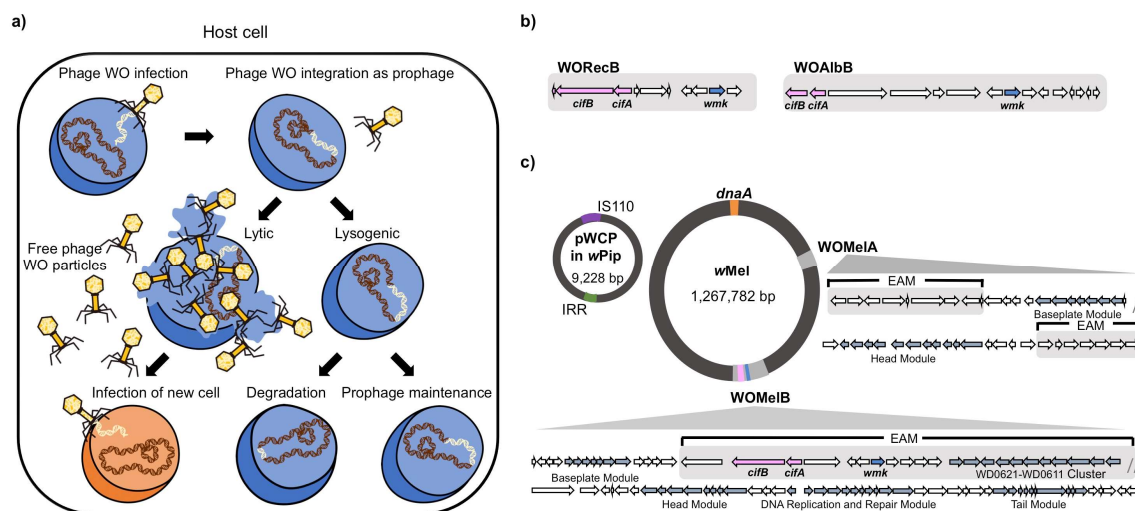 a)
Host cell
Phage WO infection
Phage WO integration as prophage
Lytic
Lysogenic
Free phage
WO particles
Infection of new cell
Degradation
Prophage maintenance
b)
WORecB
cifB
cifA
wmk
WOAlbB
cifB
cifA
wmk
c)
IS110
pWCP
in wPip
9,228 bp
IRR
dnaA
wMel
1,267,782 bp
WOMelA
EAM
Baseplate Module
//
EAM
Head Module
WOMelB
EAM
cifB
cifA
wmk
WD0621-WD0611 Cluster
//
Baseplate Module
Head Module
DNA Replication and Repair Module
Tail Module